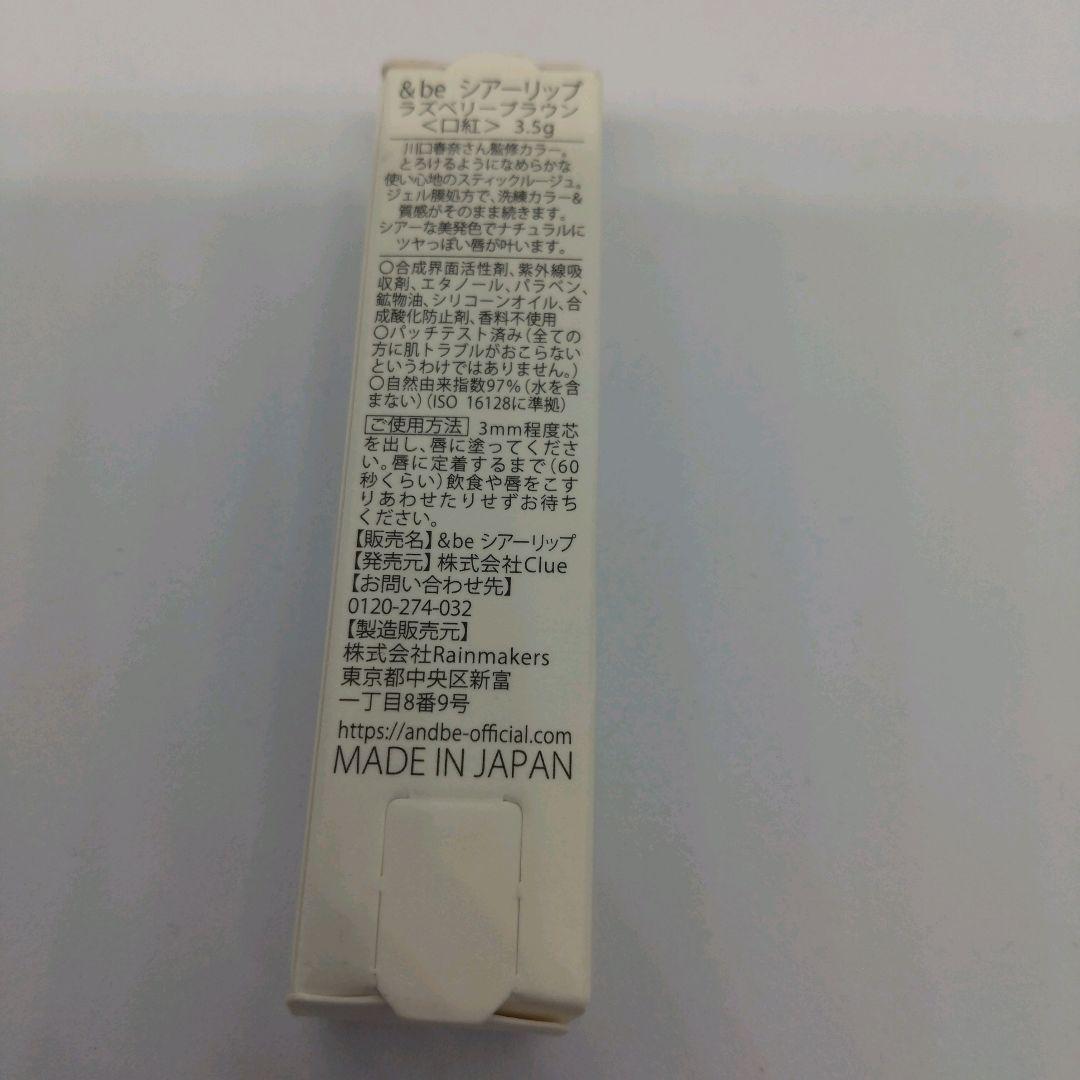 &be シアーリップ
ラズベリーブラウン
＜口紅＞ 3.5g
川口春奈さん監修カラー。
とろけるようになめらかな
使い心地のスティックルージュ。
ジェル膜処方で、洗練カラー&
質感がそのまま続きます。
シアーな美発色でナチュラルに
ツヤっぽい唇が叶います。
○合成界面活性剤、紫外線吸
収剤、エタノール、パラベン、
鉱物油、シリコーンオイル、合
成酸化防止剤、香料不使用
○パッチテスト済み（全ての
方に肌トラブルがおこらない
というわけではありません。）
○自然由来指数97%（水を含
まない）（ISO 16128に準拠）
ご使用方法 3mm程度芯
を出し、唇に塗ってくださ
い。唇に定着するまで（60
秒くらい）飲食や唇をこす
りあわせたりせずお待ち
ください。
【販売名】&be シアーリップ
【発売元】株式会社Clue
【お問い合わせ先】
0120-274-032
【製造販売元】
株式会社Rainmakers
東京都中央区新富
一丁目8番9号
https://andbe-official.com
MADE IN JAPAN